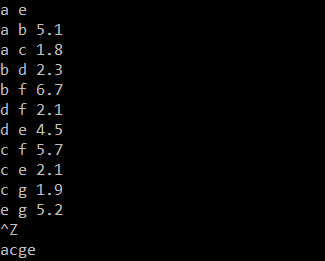 a e
a b 5.1
a c 1.8
b d 2.3
b f 6.7
d f 2.1
d e 4.5
c f 5.7
c e 2.1
c g 1.9
e g 5.2
^Z
acge